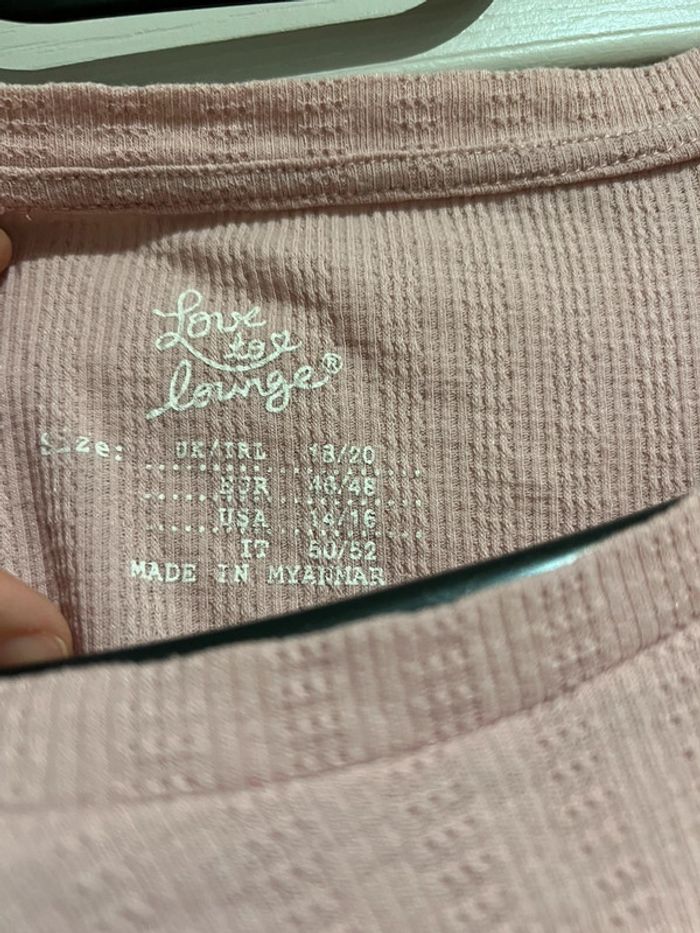 Love
to
lounge®
Size: UK/IRL 18/20
EUR 46/48
USA 14/16
IT 50/52
MADE IN MYANMAR